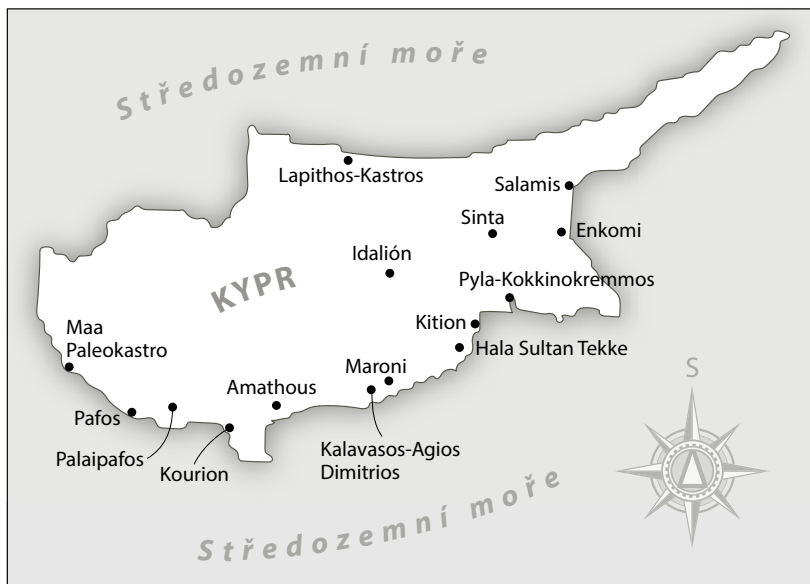 Středozemní moře
Lapithos-Kastros
Salamis
Sinta
Enkomi
Idalión
KYPR
Pyla-Kokkinokremmos
Kition
Maa
Paleokastro
Hala Sultan Tekke
Maroni
Amathous
S
Pafos
Palaipafos
Kourion
Kalavasos-Agios
Dimitrios
Středozemní moře